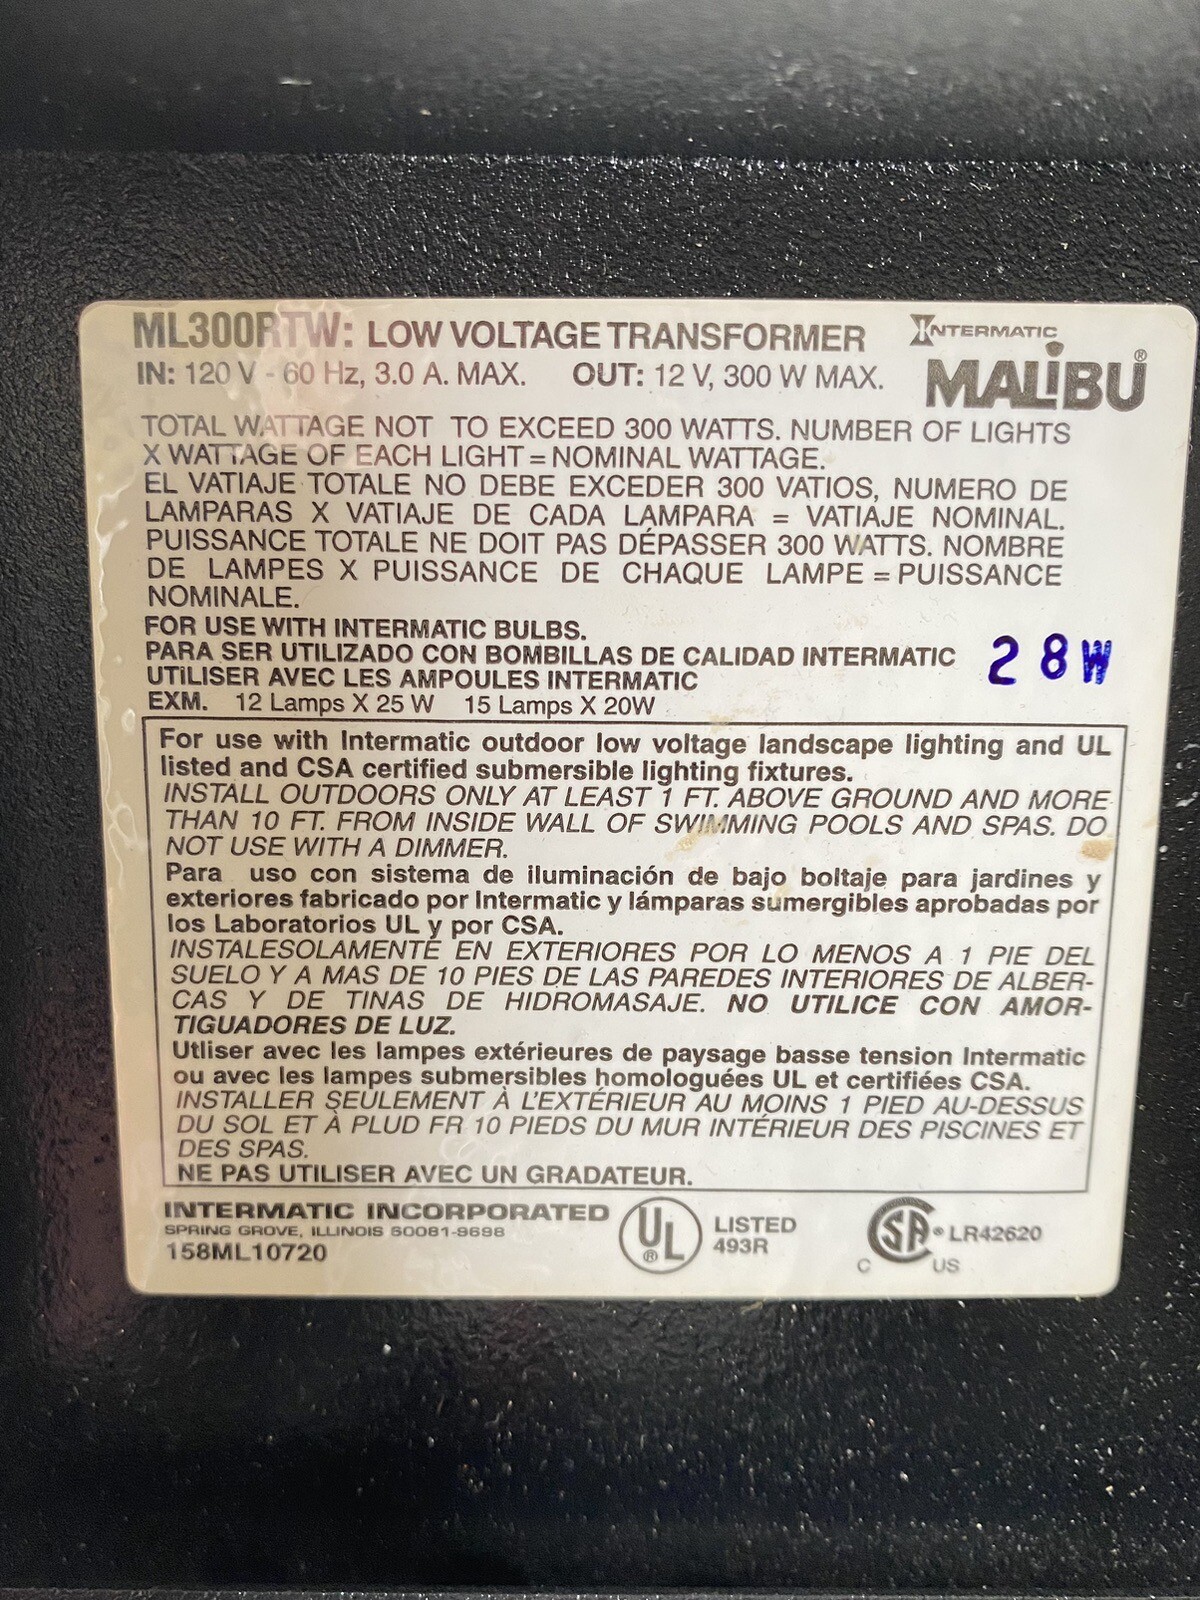 ML300RTW: LOW VOLTAGE TRANSFORMER
INTERMATIC
IN: 120 V - 60 Hz, 3.0 A. MAX. OUT: 12 V, 300 W MAX.
MALiBU®
TOTAL WATTAGE NOT TO EXCEED 300 WATTS. NUMBER OF LIGHTS
X WATTAGE OF EACH LIGHT = NOMINAL WATTAGE.
EL VATIAJE TOTALE NO DEBE EXCEDER 300 VATIOS, NUMERO DE
LAMPARAS X VATIAJE DE CADA LAMPARA = VATIAJE NOMINAL.
PUISSANCE TOTALE NE DOIT PAS DÉPASSER 300 WATTS. NOMBRE
DE LAMPES X PUISSANCE DE CHAQUE LAMPE = PUISSANCE
NOMINALE.
FOR USE WITH INTERMATIC BULBS.
PARA SER UTILIZADO CON BOMBILLAS DE CALIDAD INTERMATIC
UTILISER AVEC LES AMPOULES INTERMATIC
28W
EXM. 12 Lamps X 25 W 15 Lamps X 20W
For use with Intermatic outdoor low voltage landscape lighting and UL
listed and CSA certified submersible lighting fixtures.
INSTALL OUTDOORS ONLY AT LEAST 1 FT. ABOVE GROUND AND MORE
THAN 10 FT. FROM INSIDE WALL OF SWIMMING POOLS AND SPAS. DO
NOT USE WITH A DIMMER.
Para uso con sistema de iluminación de bajo boltaje para jardines y
exteriores fabricado por Intermatic y lámparas sumergibles aprobadas por
los Laboratorios UL y por CSA.
INSTALESOLAMENTE EN EXTERIORES POR LO MENOS A 1 PIE DEL
SUELO Y A MAS DE 10 PIES DE LAS PAREDES INTERIORES DE ALBER-
CAS Y DE TINAS DE HIDROMASAJE. NO UTILICE CON AMOR-
TIGUADORES DE LUZ.
Utliser avec les lampes extérieures de paysage basse tension Intermatic
ou avec les lampes submersibles homologuées UL et certifiées CSA.
INSTALLER SEULEMENT À L'EXTÉRIEUR AU MOINS 1 PIED AU-DESSUS
DU SOL ET À PLUD FR 10 PIEDS DU MUR INTÉRIEUR DES PISCINES ET
DES SPAS.
NE PAS UTILISER AVEC UN GRADATEUR.
INTERMATIC INCORPORATED
SPRING GROVE, ILLINOIS 60081-9698
158ML10720
UL®
LISTED
493R
SA® LR42620
C US